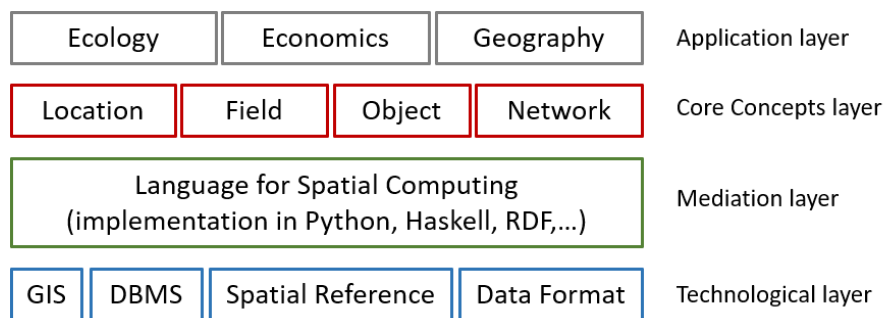 Ecology Economics Geography Application layer
Location Field Object Network Core Concepts layer
Language for Spatial Computing
(implementation in Python, Haskell, RDF,...) Mediation layer
GIS DBMS Spatial Reference Data Format Technological layer